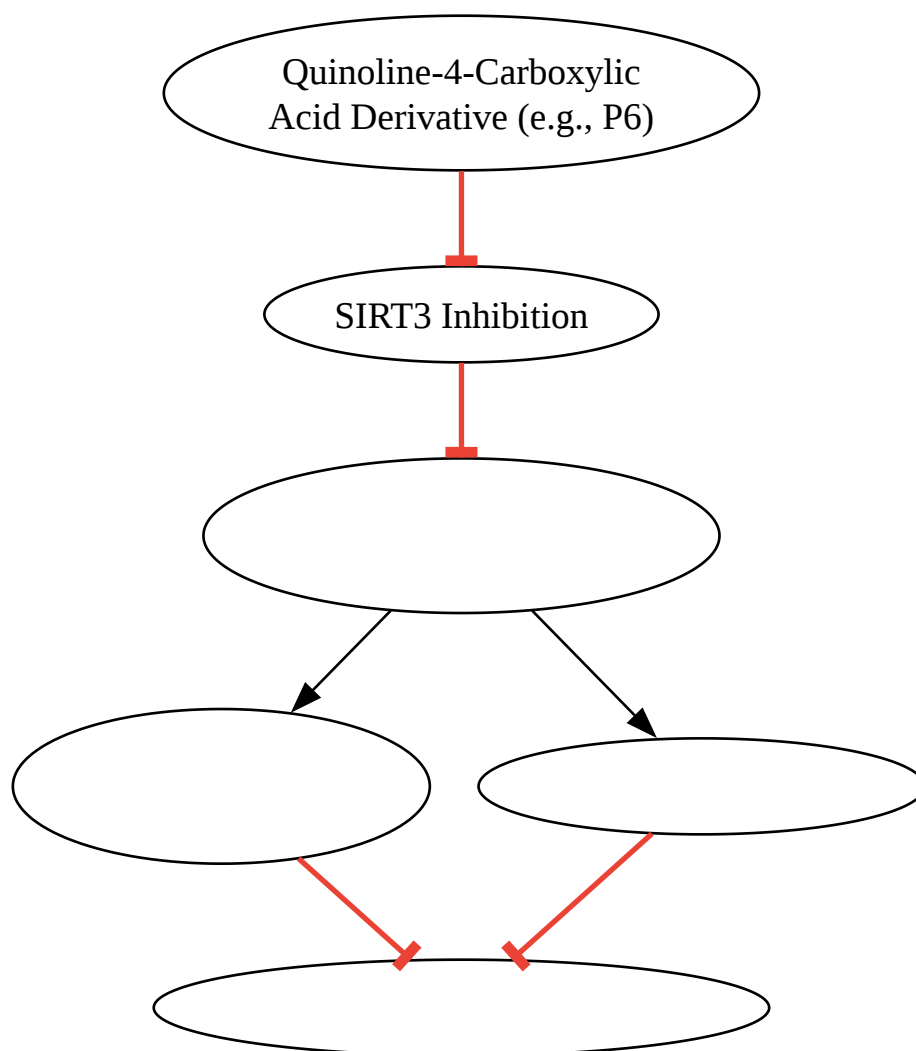 Quinoline-4-Carboxylic
Acid Derivative (e.g., P6)
SIRT3 Inhibition